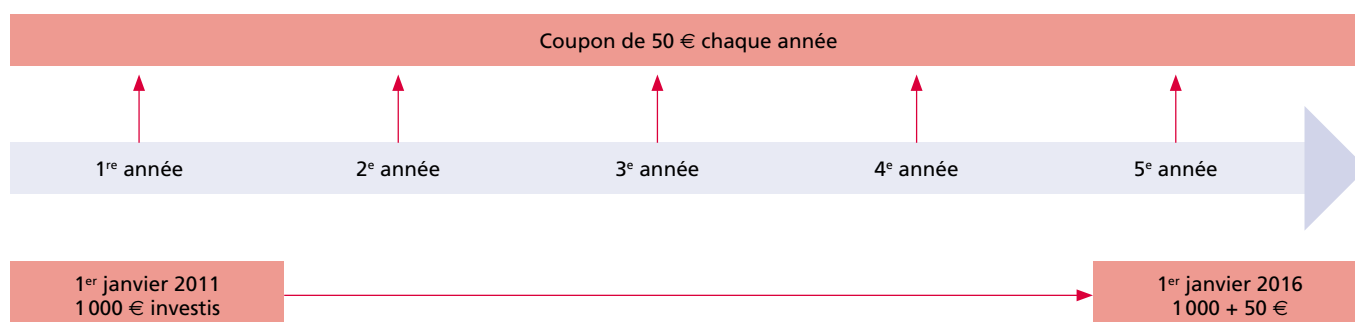 Coupon de 50 € chaque année
1re année
2e année
3e année
4e année
5e année
1er janvier 2011
1 000 € investis
1er janvier 2016
1 000 + 50 €